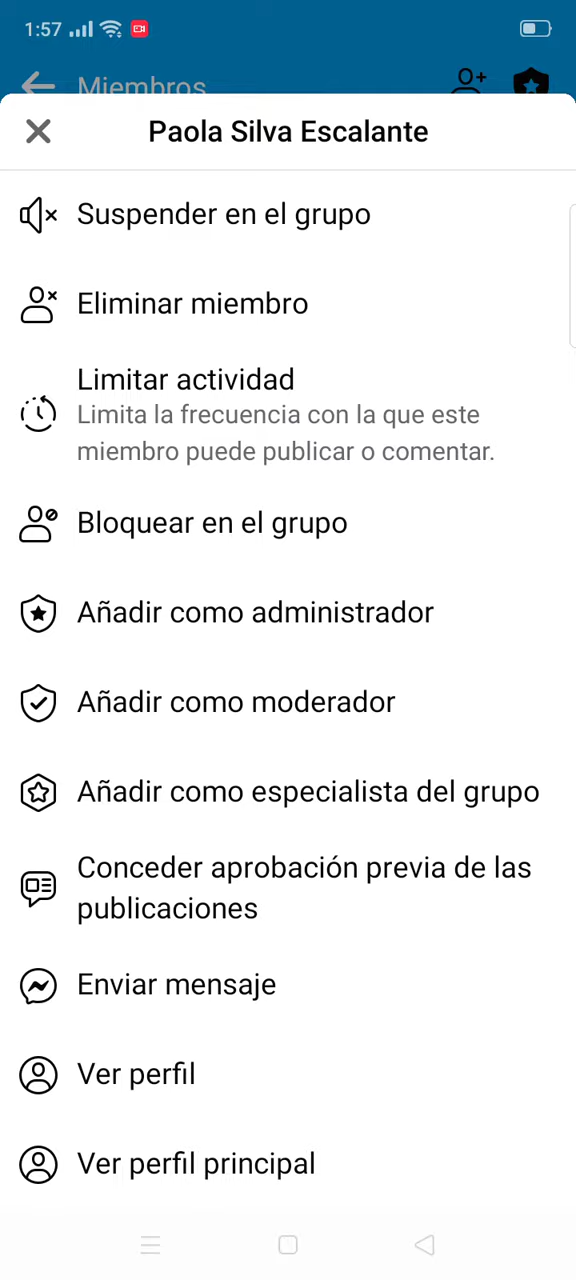 1:57
Miembros
Paola Silva Escalante
Suspender en el grupo
Eliminar miembro
Limitar actividad
Limita la frecuencia con la que este
miembro puede publicar o comentar.
Bloquear en el grupo
Añadir como administrador
Añadir como moderador
Añadir como especialista del grupo
Conceder aprobación previa de las
publicaciones
Enviar mensaje
Ver perfil
Ver perfil principal